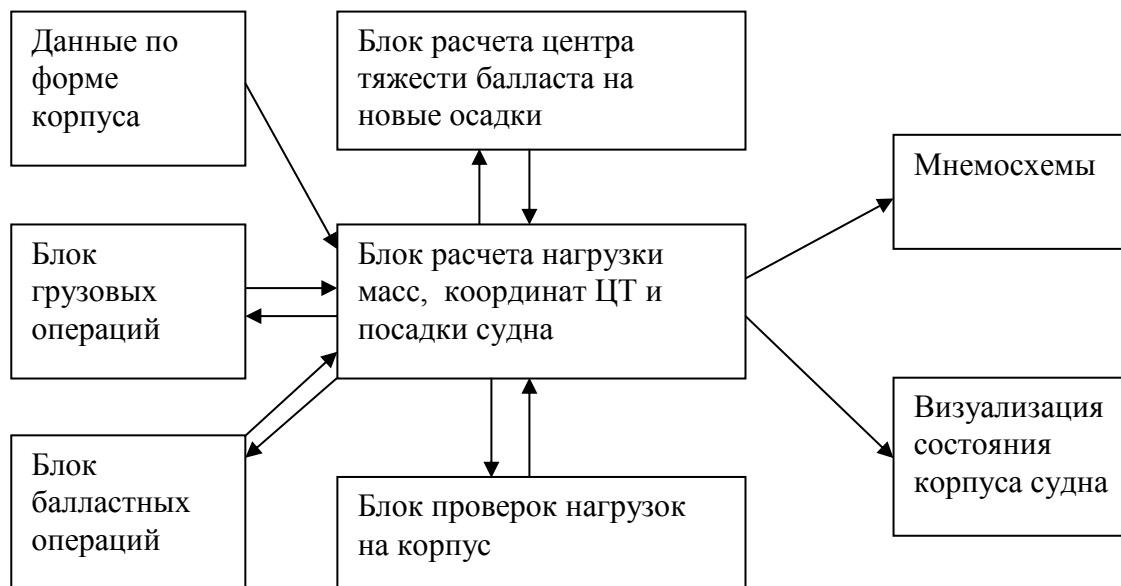 Данные по
форме
корпуса
Блок расчета центра
тяжести балласта на
новые осадки
Мнемосхемы
Блок
грузовых
операций
Блок расчета нагрузки
масс,  координат ЦТ и
посадки судна
Визуализация
состояния
корпуса судна
Блок
балластных
операций
Блок проверок нагрузок
на корпус